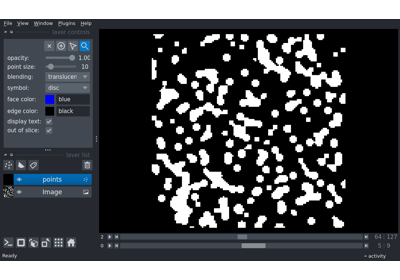 File View Window Plugins Help
layer controls
opacity: 1.00
point size: 10
blending: translucen
symbol: disc
face color: blue
edge color: black
display text:
out of slice:
layer list
points
Image
2 64 127
0 5 9
Ready activity